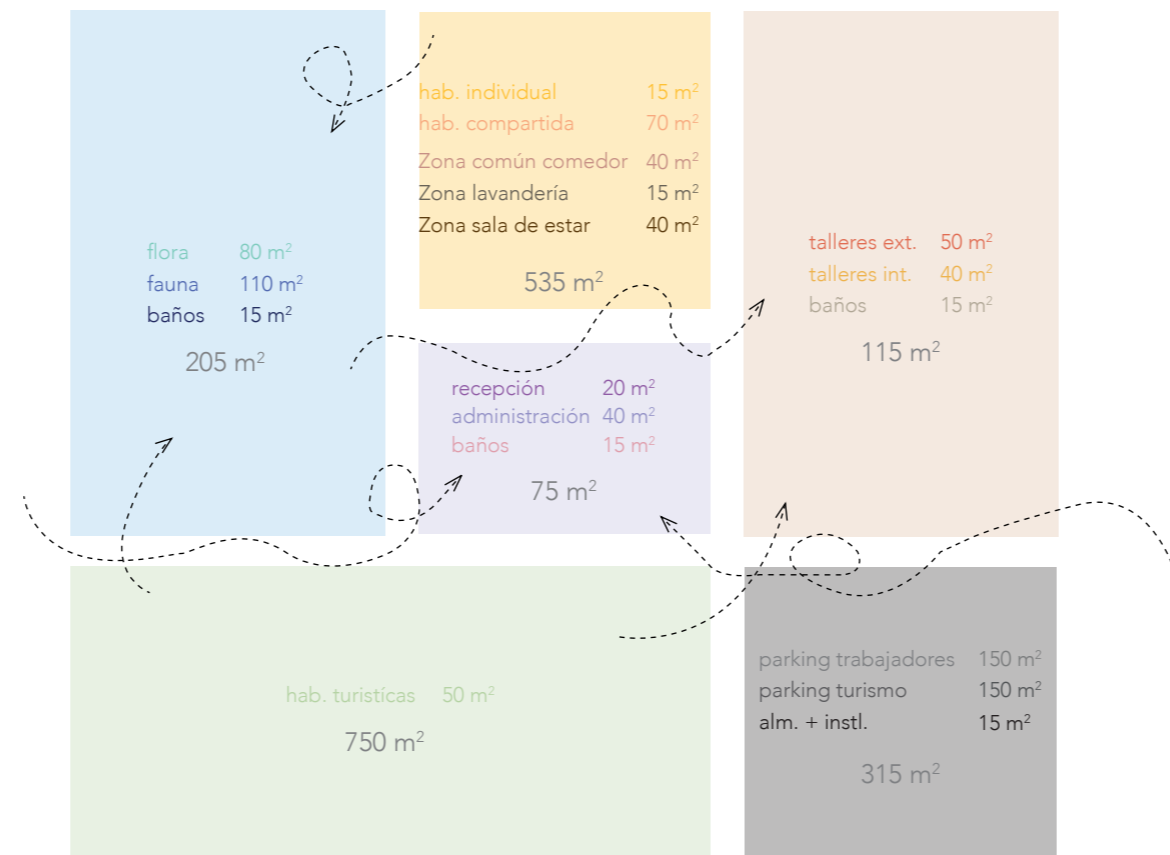 flora 80 m²
fauna 110 m²
baños 15 m²
205 m²
hab. individual 15 m²
hab. compartida 70 m²
Zona común comedor 40 m²
Zona lavandería 15 m²
Zona sala de estar 40 m²
535 m²
talleres ext. 50 m²
talleres int. 40 m²
baños 15 m²
115 m²
recepción 20 m²
administración 40 m²
baños 15 m²
75 m²
hab. turistícas 50 m²
750 m²
parking trabajadores 150 m²
parking turismo 150 m²
alm. + instl. 15 m²
315 m²